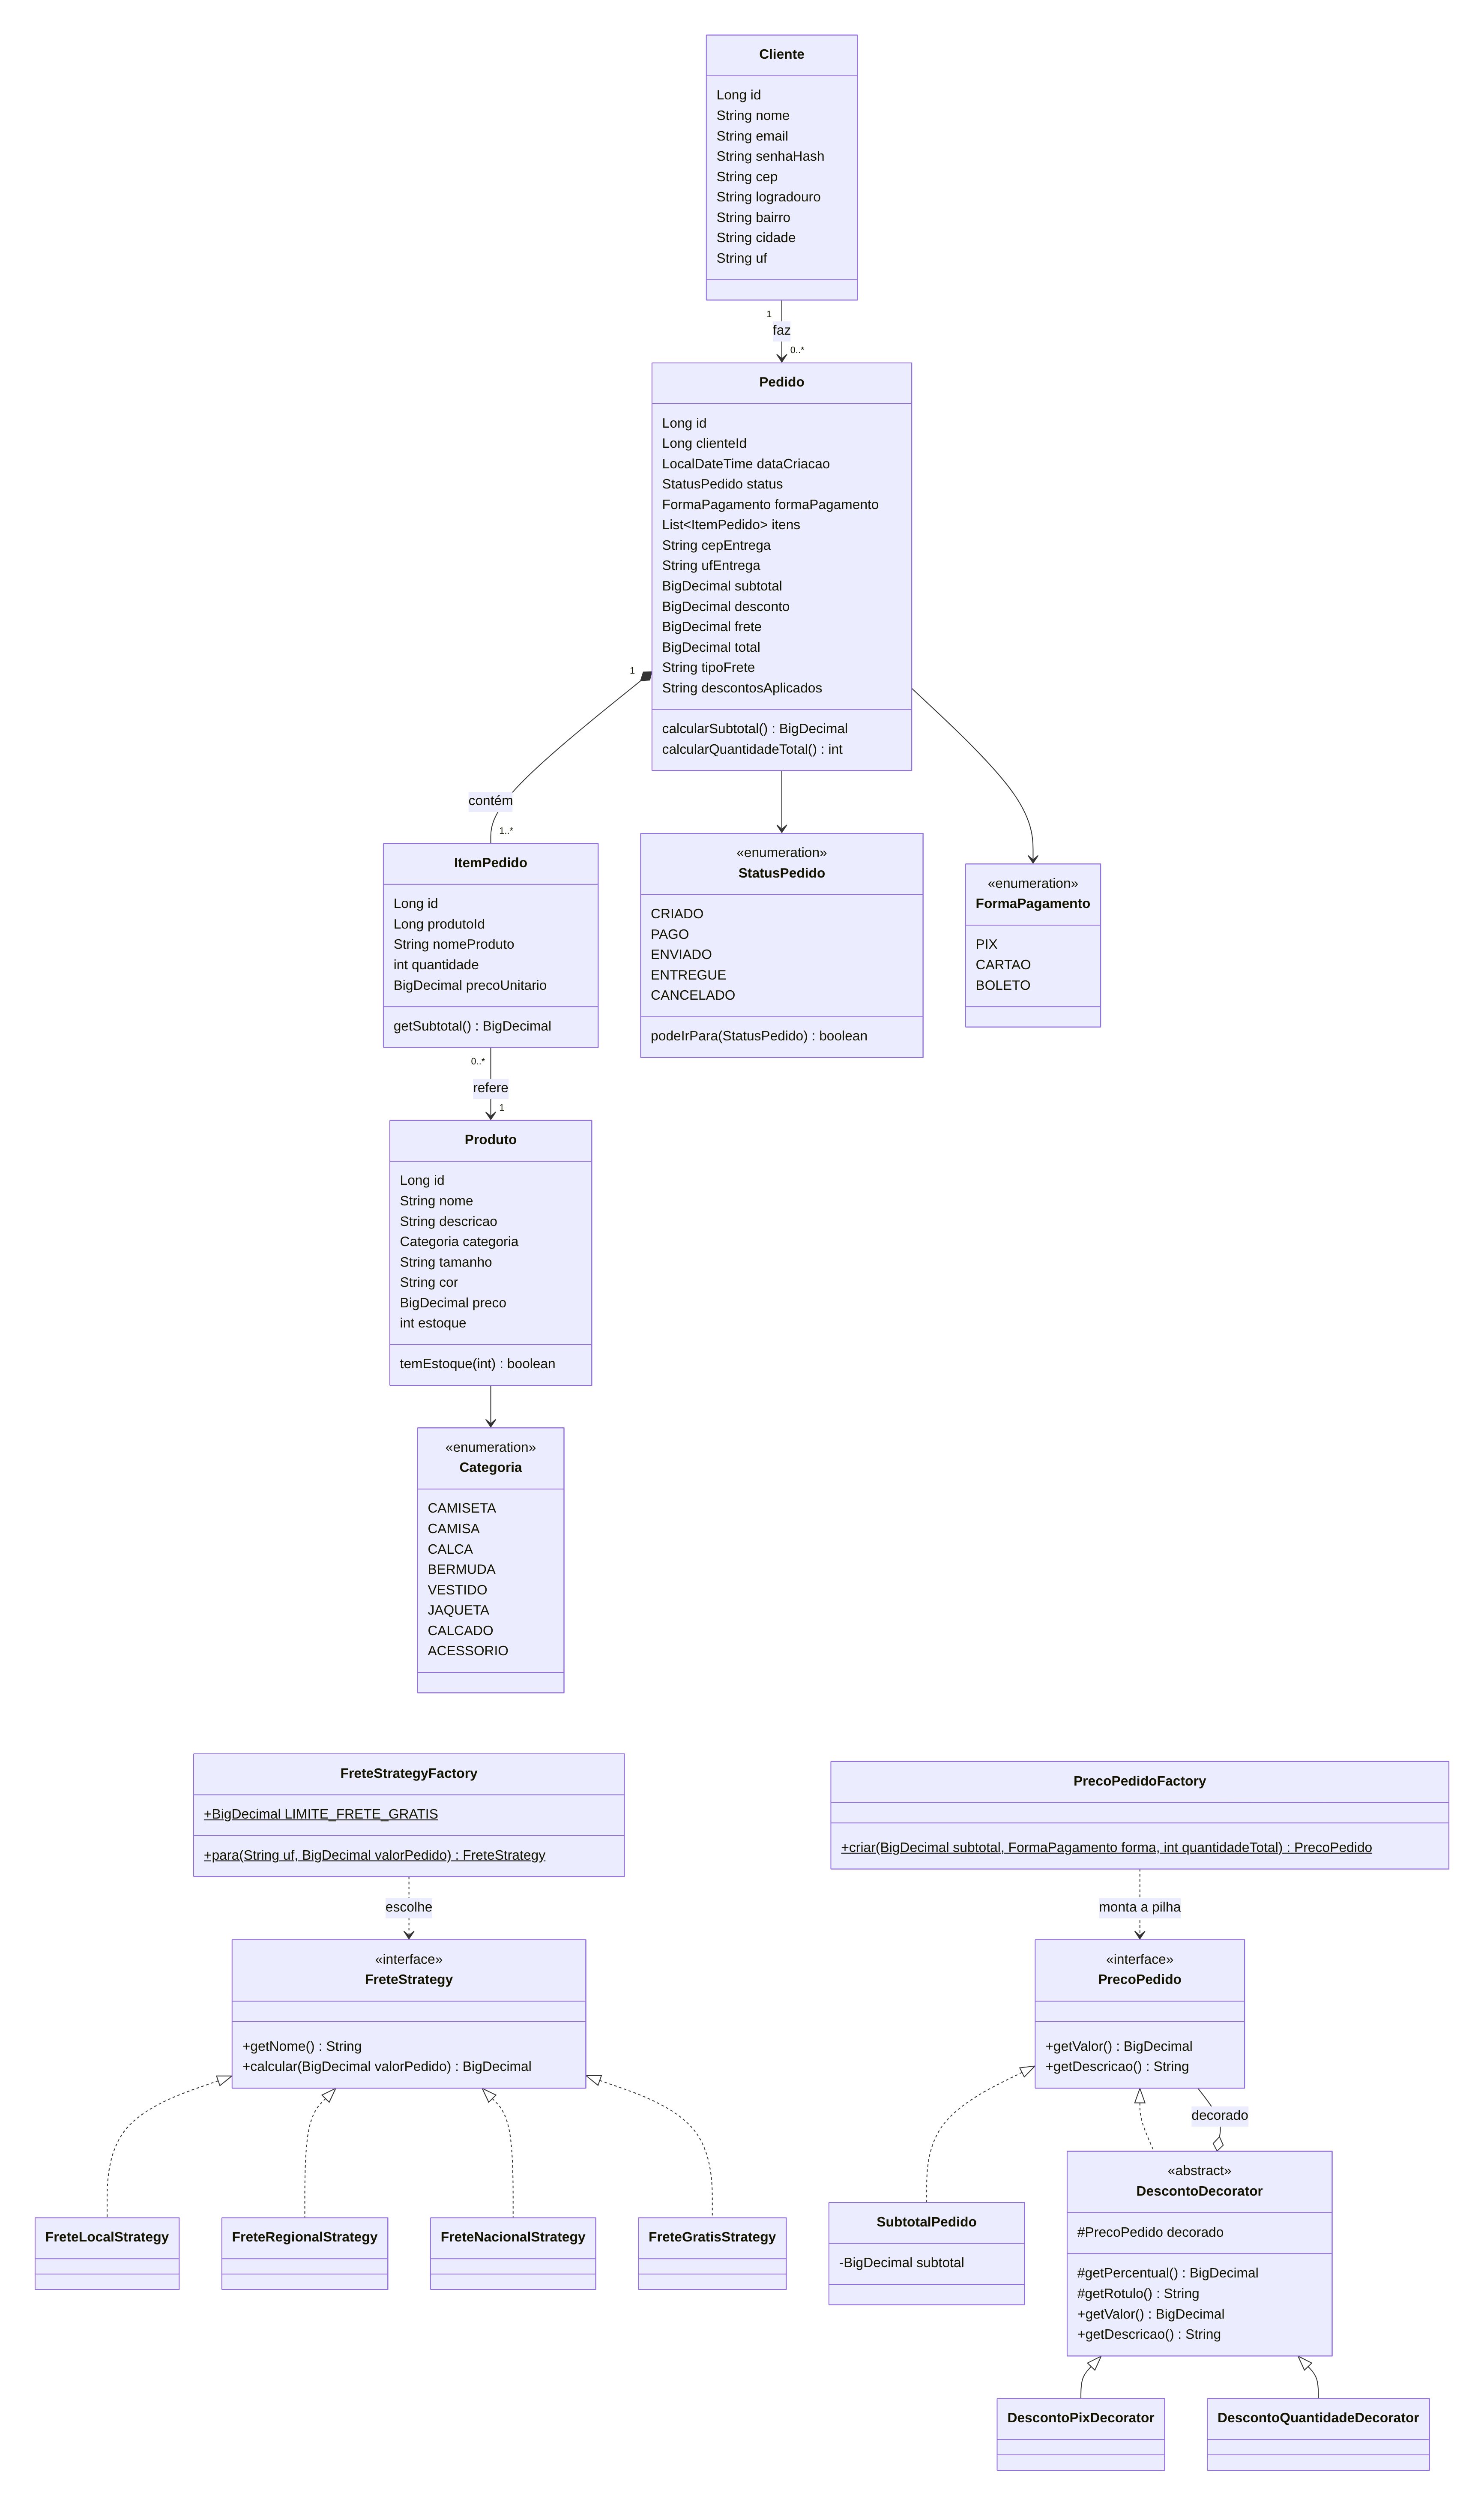 Cliente
Long id
String nome
String email
String senhaHash
String cep
String logradouro
String bairro
String cidade
String uf
1
faz
0..*
Pedido
Long id
Long clienteId
LocalDateTime dataCriacao
StatusPedido status
FormaPagamento formaPagamento
List<ItemPedido> itens
String cepEntrega
String ufEntrega
BigDecimal subtotal
BigDecimal desconto
BigDecimal frete
BigDecimal total
String tipoFrete
String descontosAplicados
calcularSubtotal() : BigDecimal
calcularQuantidadeTotal() : int
1
contém
1..*
ItemPedido
Long id
Long produtoId
String nomeProduto
int quantidade
BigDecimal precoUnitario
getSubtotal() : BigDecimal
«enumeration»
StatusPedido
CRIADO
PAGO
ENVIADO
ENTREGUE
CANCELADO
podeIrPara(StatusPedido) : boolean
«enumeration»
FormaPagamento
PIX
CARTAO
BOLETO
0..*
refere
1
Produto
Long id
String nome
String descricao
Categoria categoria
String tamanho
String cor
BigDecimal preco
int estoque
temEstoque(int) : boolean
«enumeration»
Categoria
CAMISETA
CAMISA
CALCA
BERMUDA
VESTIDO
JAQUETA
CALCADO
ACESSORIO
FreteStrategyFactory
+BigDecimal LIMITE_FRETE_GRATIS
+para(String uf, BigDecimal valorPedido) : FreteStrategy
escolhe
«interface»
FreteStrategy
+getNome() : String
+calcular(BigDecimal valorPedido) : BigDecimal
FreteLocalStrategy
FreteRegionalStrategy
FreteNacionalStrategy
FreteGratisStrategy
PrecoPedidoFactory
+criar(BigDecimal subtotal, FormaPagamento forma, int quantidadeTotal) : PrecoPedido
monta a pilha
«interface»
PrecoPedido
+getValor() : BigDecimal
+getDescricao() : String
decorado
SubtotalPedido
-BigDecimal subtotal
«abstract»
DescontoDecorator
#PrecoPedido decorado
#getPercentual() : BigDecimal
#getRotulo() : String
+getValor() : BigDecimal
+getDescricao() : String
DescontoPixDecorator
DescontoQuantidadeDecorator